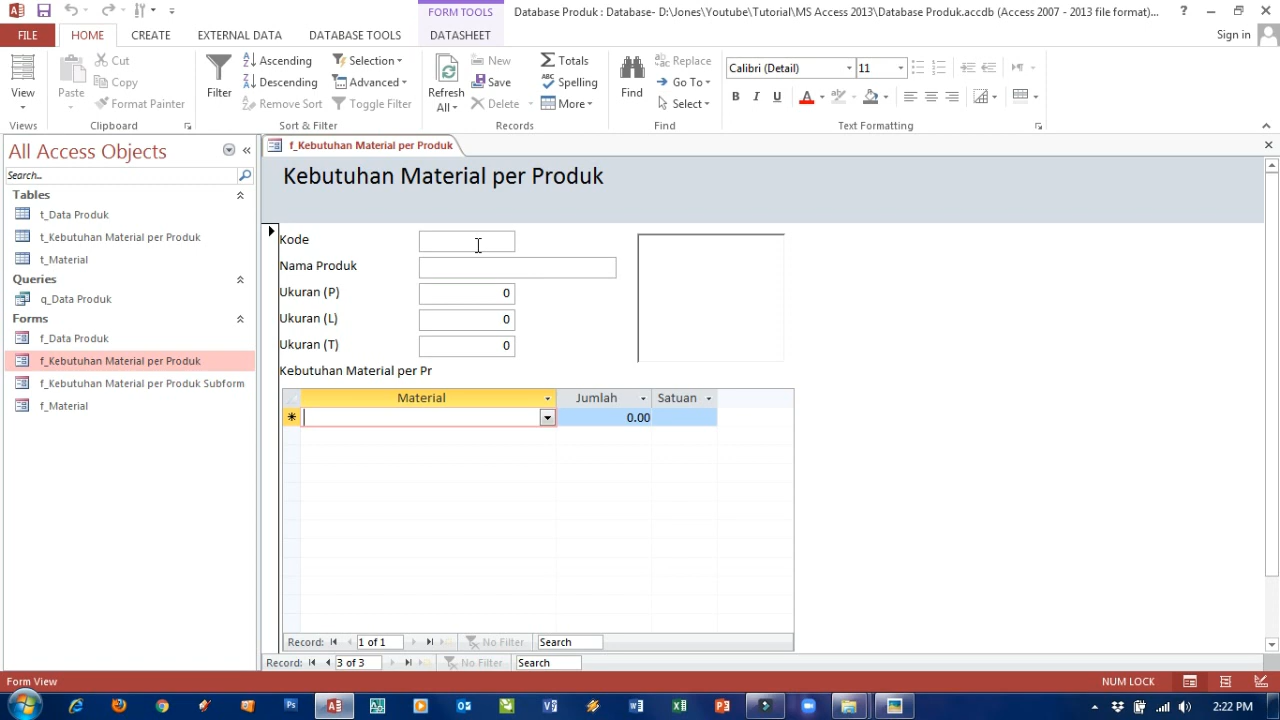 FORM TOOLS
Database Produk : Database- D:\Jones\Video Tutorial\MS Access 2013\Database Produk.accdb (Access 2007 - 2013 file format)...
FILE HOME CREATE EXTERNAL DATA DATABASE TOOLS DATASHEET Sign in
View Paste Cut Copy Format Painter
Filter Ascending Descending Remove Sort Selection Advanced Toggle Filter
Refresh All New Save Delete Totals Spelling More
Find Replace Go To Select
Calibri (Detail) 11
B I U A
Views Clipboard Sort & Filter Records Find Text Formatting
All Access Objects
Search...
Tables
t_Data Produk
t_Kebutuhan Material per Produk
t_Material
Queries
q_Data Produk
Forms
f_Data Produk
f_Kebutuhan Material per Produk
f_Kebutuhan Material per Produk Subform
f_Material
f_Kebutuhan Material per Produk
Kebutuhan Material per Produk
Kode
Nama Produk
Ukuran (P) 0
Ukuran (L) 0
Ukuran (T) 0
Kebutuhan Material per Pr
Material Jumlah Satuan
0.00
Record: 1 of 1 No Filter Search
Record: 3 of 3 No Filter Search
Form View NUM LOCK
2:22 PM